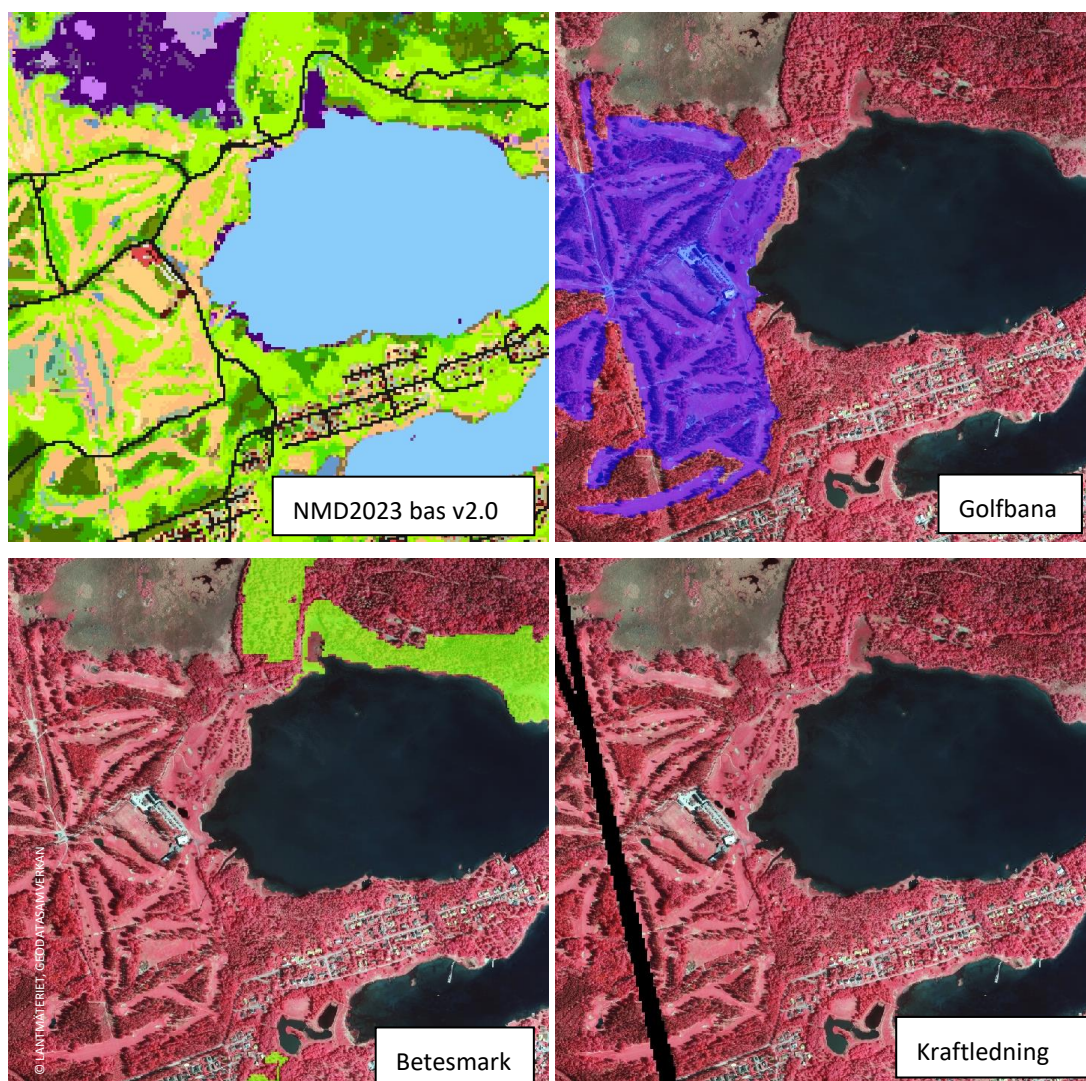 NMD2023 bas v2.0
Golfbana
© LANTMÄTERIET, GEODATASAMVERKAN
Betesmark
Kraftledning